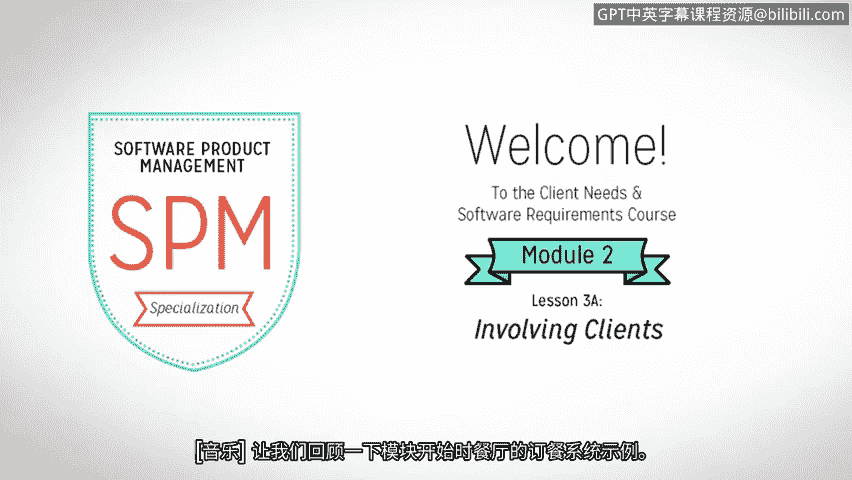 GPT中英字幕课程资源@bilibili.com
SOFTWARE PRODUCT
MANAGEMENT
SPM
Specialization
Welcome!
To the Client Needs &
Software Requirements Course
Module 2
Lesson 3A:
Involving Clients
[音乐] 让我们回顾一下模块开始时餐厅的订餐系统示例。